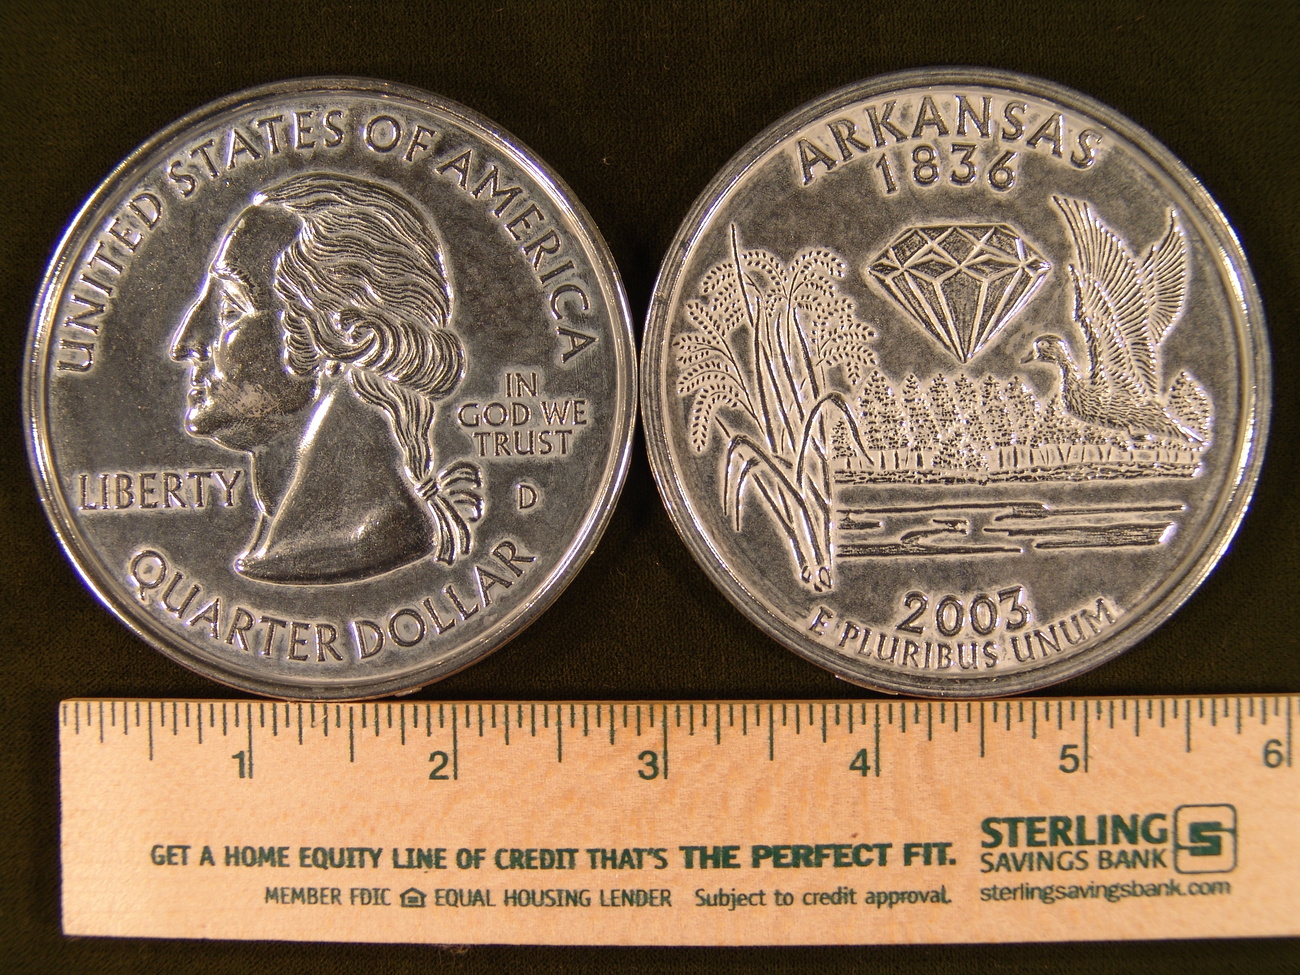 UNITED STATES OF AMERICA
IN
GOD WE
TRUST
LIBERTY
D
QUARTER DOLLAR
ARKANSAS
1836
2003
E PLURIBUS UNUM
1 2 3 4 5 6
GET A HOME EQUITY LINE OF CREDIT THAT'S THE PERFECT FIT.
MEMBER FDIC EQUAL HOUSING LENDER Subject to credit approval.
STERLING
SAVINGS BANK
S
sterlingsavingsbank.com